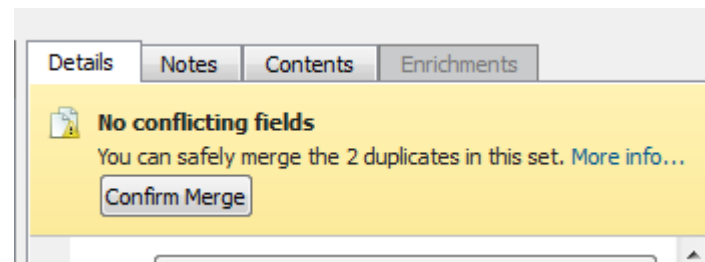 Details Notes Contents Enrichments
No conflicting fields
You can safely merge the 2 duplicates in this set. More info...
Confirm Merge